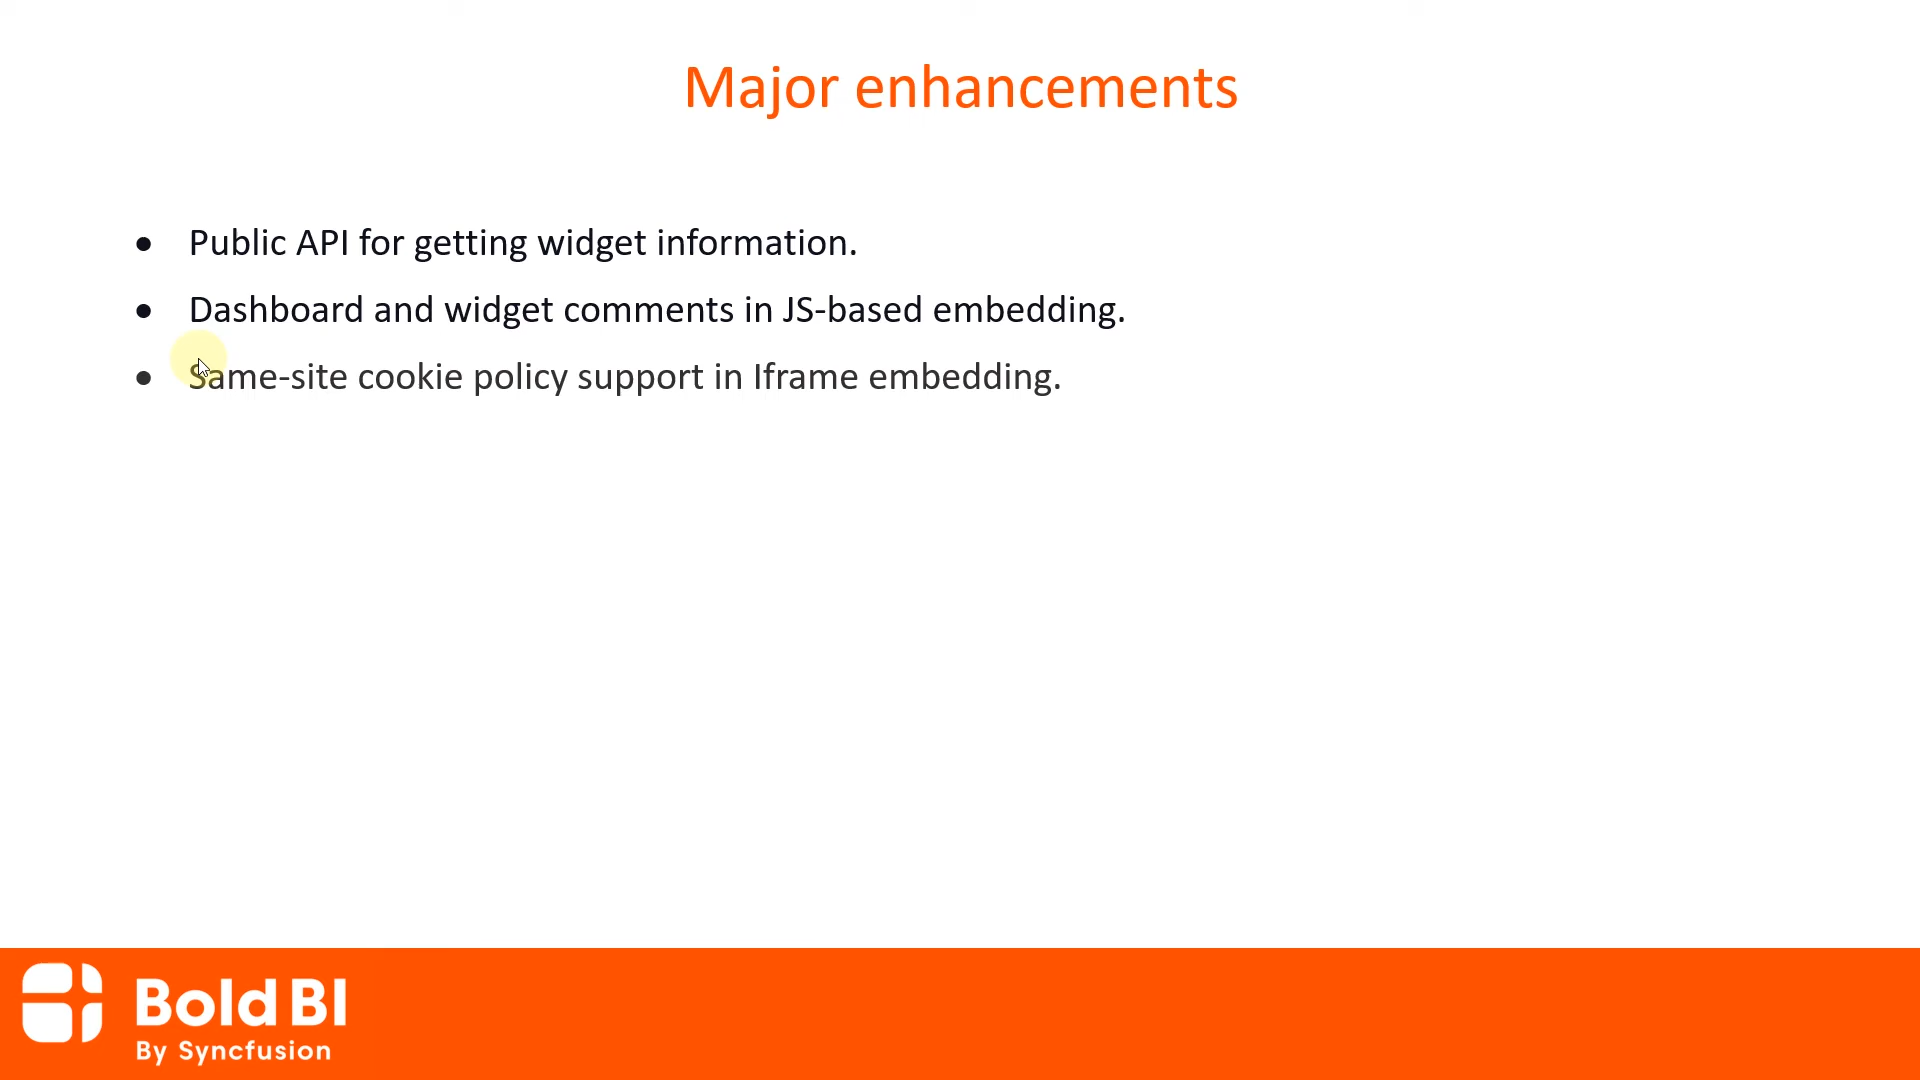 Major enhancements
● Public API for getting widget information.
● Dashboard and widget comments in JS-based embedding.
● Same-site cookie policy support in Iframe embedding.
Bold BI
By Syncfusion